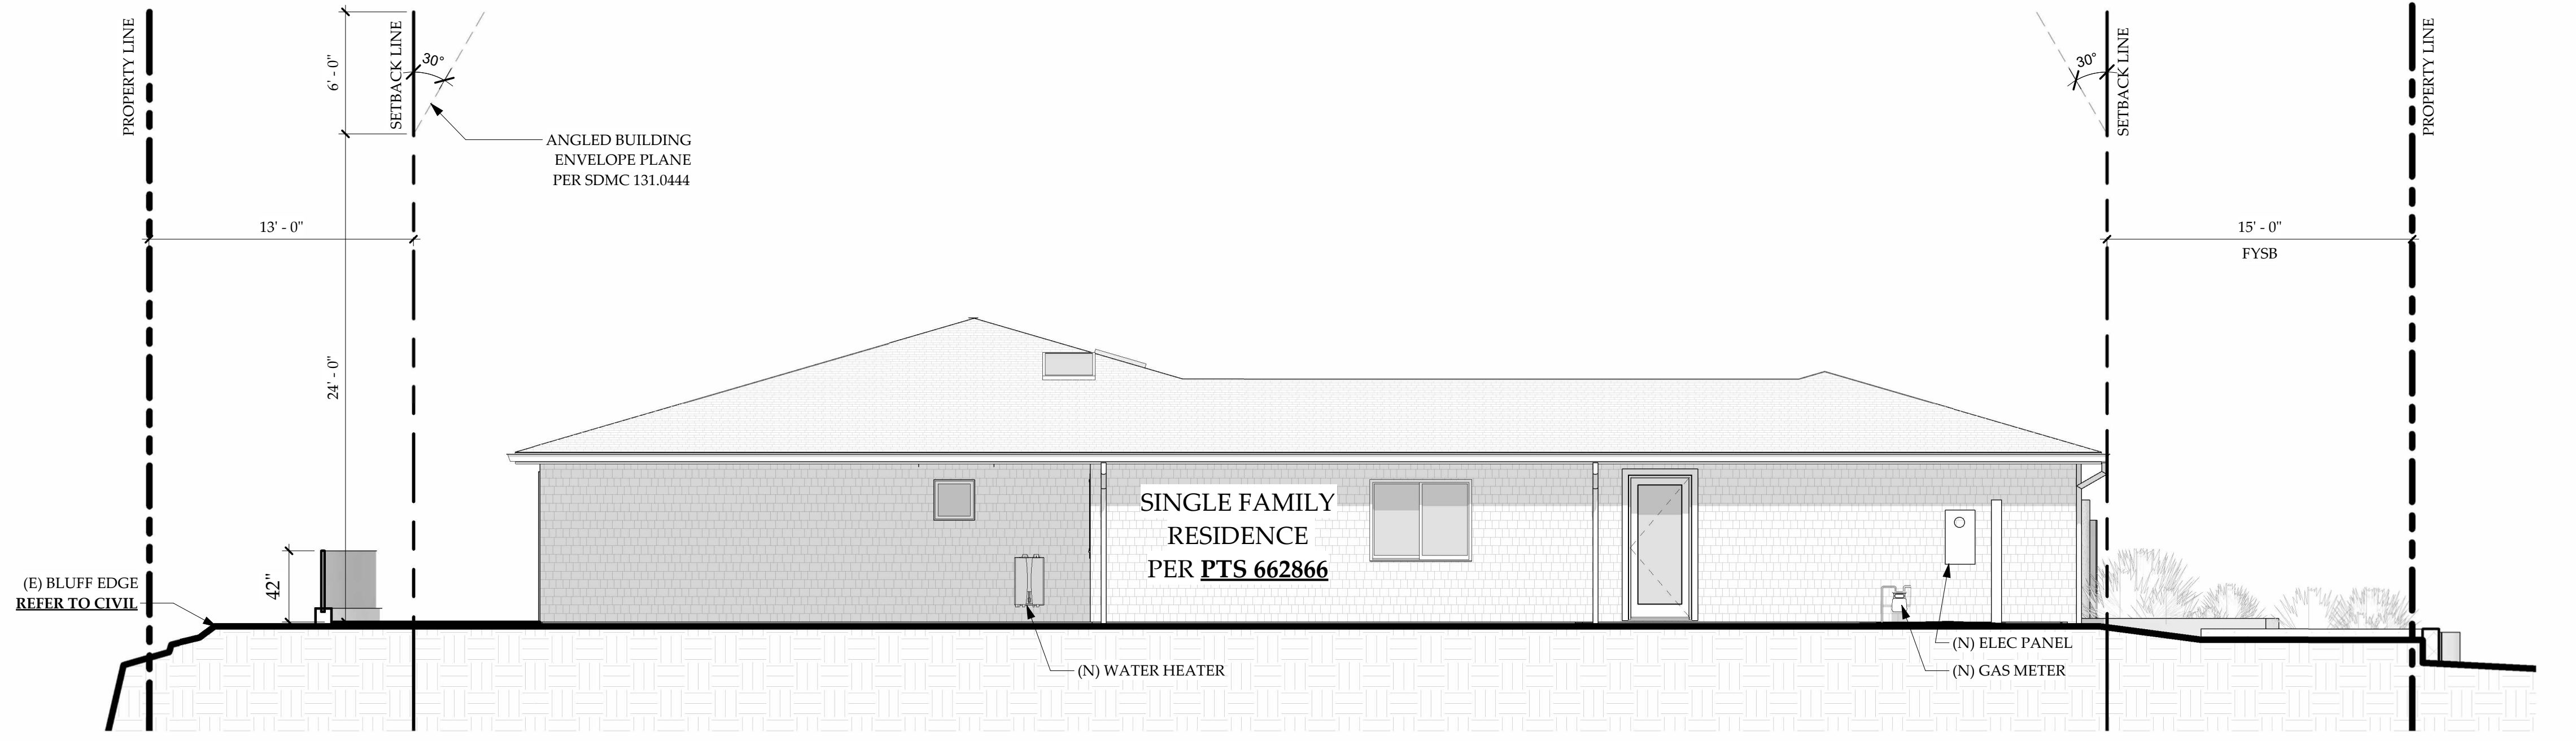 PROPERTY LINE
6' - 0"
SETBACK LINE
30°
ANGLED BUILDING
ENVELOPE PLANE
PER SDMC 131.0444
30°
SETBACK LINE
PROPERTY LINE
13' - 0"
15' - 0"
FYSB
24' - 0"
SINGLE FAMILY
RESIDENCE
PER PTS 662866
42"
(E) BLUFF EDGE
REFER TO CIVIL
(N) WATER HEATER
(N) ELEC PANEL
(N) GAS METER